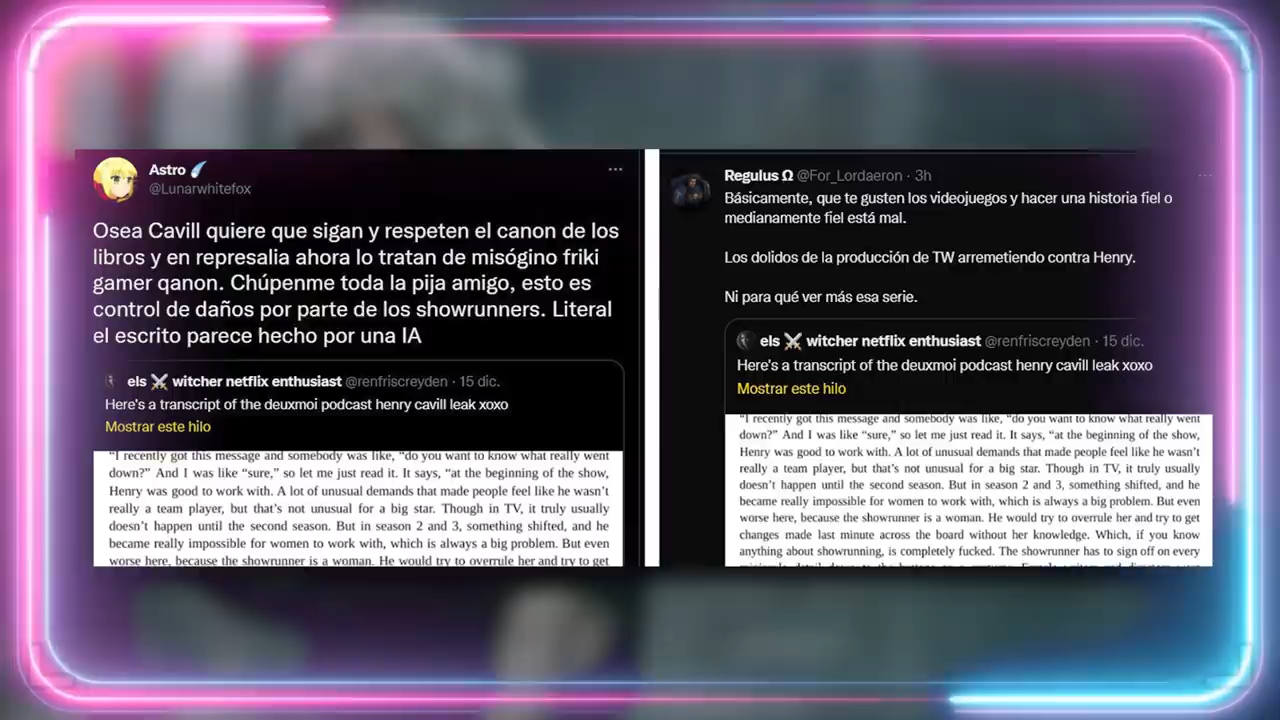 Astro
@Lunarwhitefox
Osea Cavill quiere que sigan y respeten el canon de los
libros y en represalia ahora lo tratan de misógino friki
gamer qanon. Chúpenme toda la pija amigo, esto es
control de daños por parte de los showrunners. Literal
el escrito parece hecho por una IA
els ⚔️ witcher netflix enthusiast @renfriscreyden · 15 dic.
Here's a transcript of the deuxmoi podcast henry cavill leak xoxo
Mostrar este hilo
“I recently got this message and somebody was like, “do you want to know what really went
down?” And I was like “sure,” so let me just read it. It says, “at the beginning of the show,
Henry was good to work with. A lot of unusual demands that made people feel like he wasn’t
really a team player, but that’s not unusual for a big star. Though in TV, it truly usually
doesn’t happen until the second season. But in season 2 and 3, something shifted, and he
became really impossible for women to work with, which is always a big problem. But even
worse here, because the showrunner is a woman. He would try to overrule her and try to get
Regulus Ω @For_Lordaeron · 3h
Básicamente, que te gusten los videojuegos y hacer una historia fiel o
medianamente fiel está mal.
Los dolidos de la producción de TW arremetiendo contra Henry.
Ni para qué ver más esa serie.
els ⚔️ witcher netflix enthusiast @renfriscreyden · 15 dic.
Here's a transcript of the deuxmoi podcast henry cavill leak xoxo
Mostrar este hilo
“I recently got this message and somebody was like, “do you want to know what really went
down?” And I was like “sure,” so let me just read it. It says, “at the beginning of the show,
Henry was good to work with. A lot of unusual demands that made people feel like he wasn’t
really a team player, but that’s not unusual for a big star. Though in TV, it truly usually
doesn’t happen until the second season. But in season 2 and 3, something shifted, and he
became really impossible for women to work with, which is always a big problem. But even
worse here, because the showrunner is a woman. He would try to overrule her and try to get
changes made last minute across the board without her knowledge. Which, if you know
anything about showrunning, is completely fucked. The showrunner has to sign off on every